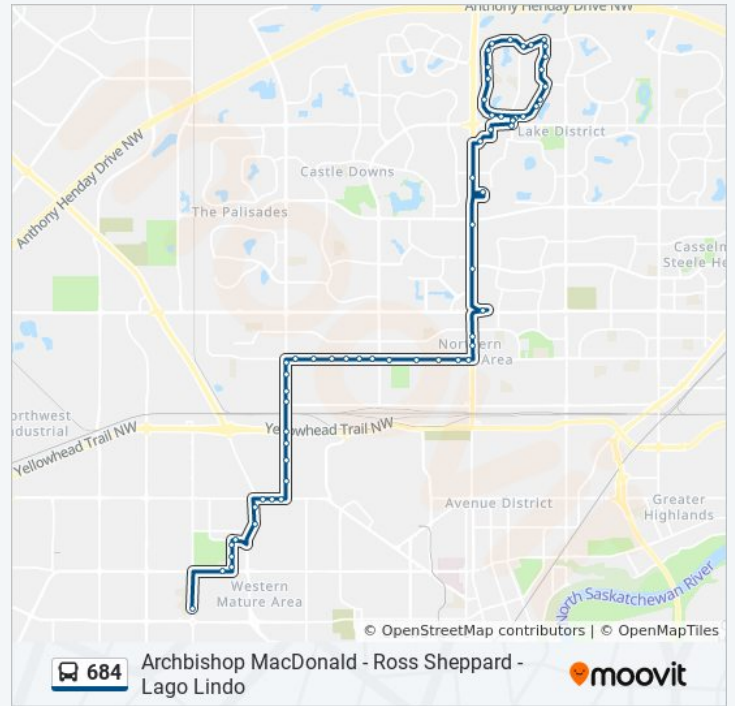 Anthony Henday Drive NW
Lake District
Castle Downs
Anthony Henday Drive NW
The Palisades
Casseln
Steele He
Northern
Area
orthwest
ndustrial
Yellowhead Trail NW
Yellowhead Trail NW
Avenue District
Greater
Highlands
Western
Mature Area
North Saskatchewan River
© OpenStreetMap contributors | © OpenMapTiles
684
Archbishop MacDonald - Ross Sheppard -
Lago Lindo
moovit